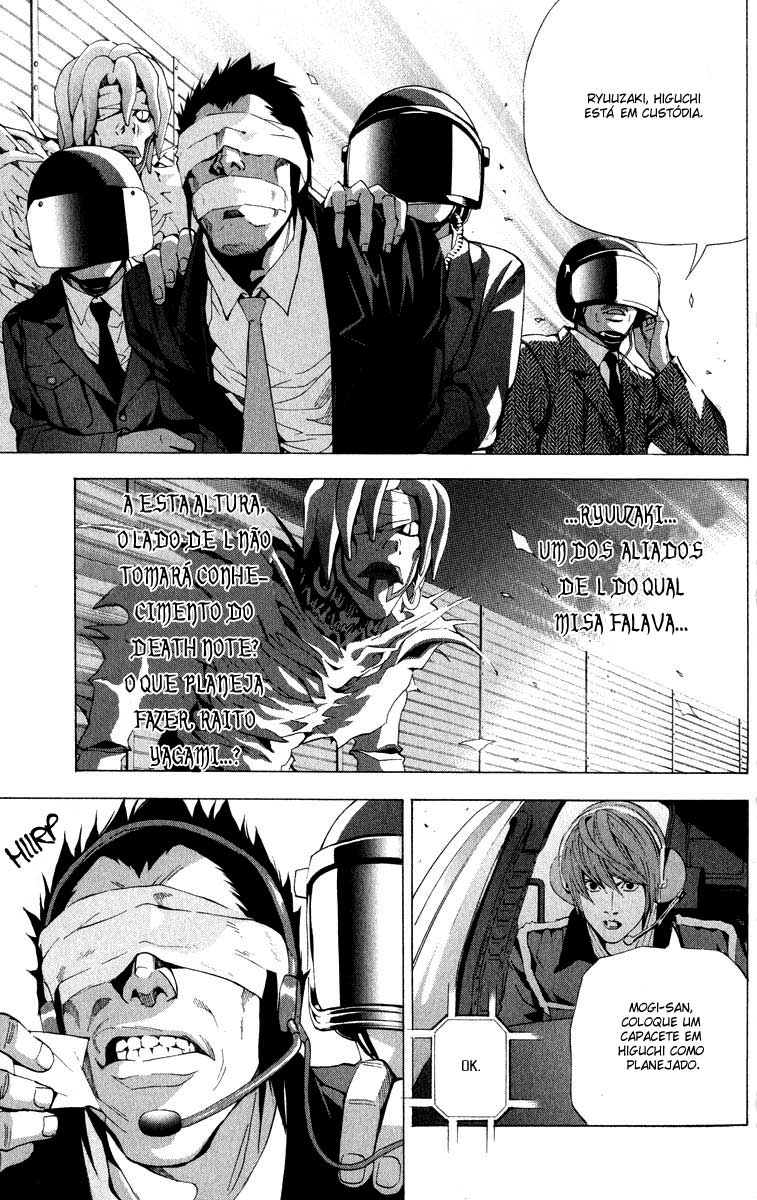 RYUUZAKI, HIGUCHI
ESTÁ EM CUSTÓDIA.
...RYUUZAKI...
UM DOS ALIADOS
DE L DO QUAL
MISA FALAVA...
A ESTA ALTURA,
O LADO DE L NÃO
TOMARÁ CONHE-
CIMENTO DO
DEATH NOTE?
O QUE PLANEJA
FAZER, RAITO
YAGAMI...?
MOGI-SAN,
COLOQUE UM
CAPACETE EM
HIGUCHI COMO
PLANEJADO.
OK.
HIIRP